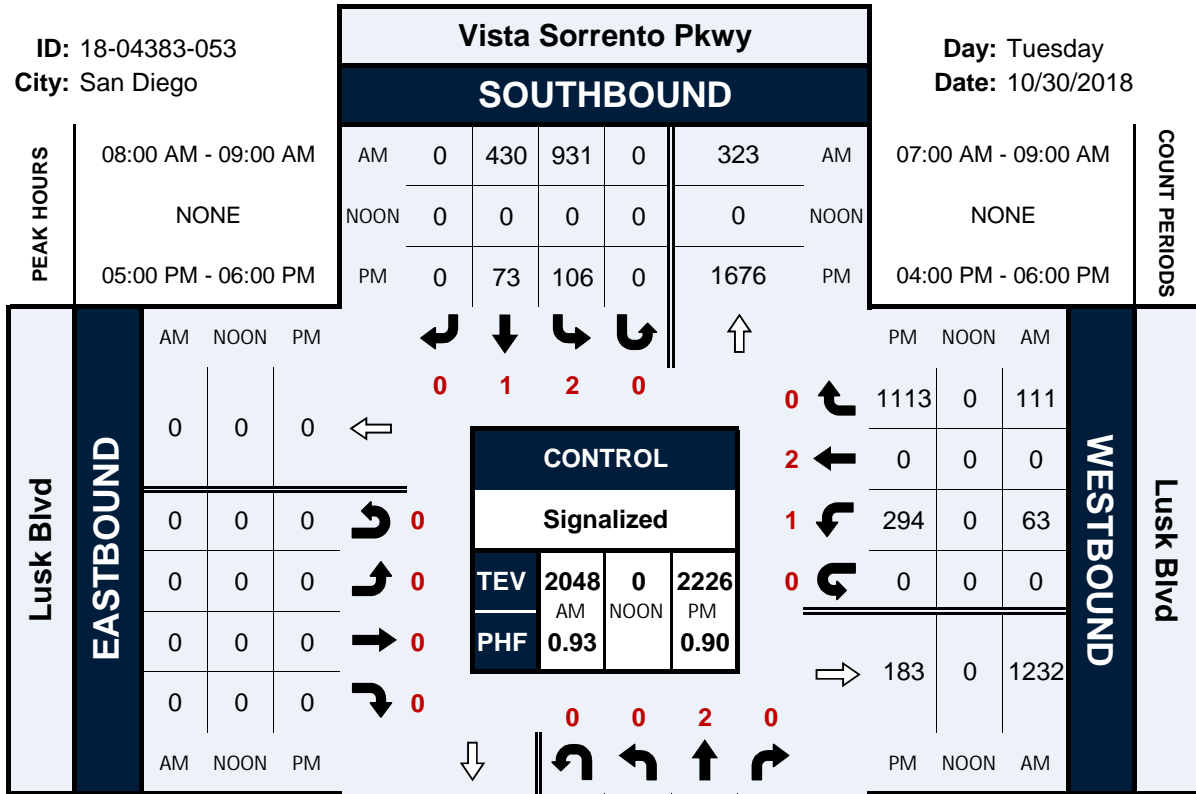 ID: 18-04383-053
City: San Diego
Vista Sorrento Pkwy
SOUTHBOUND
Day: Tuesday
Date: 10/30/2018
PEAK HOURS
08:00 AM - 09:00 AM
NONE
05:00 PM - 06:00 PM
AM 0 430 931 0 323 AM
NOON 0 0 0 0 0 NOON
PM 0 73 106 0 1676 PM
07:00 AM - 09:00 AM
NONE
04:00 PM - 06:00 PM
COUNT PERIODS
0 1 2 0
Lusk Blvd
EASTBOUND
AM NOON PM
0 0 0
0 0 0 0
0 0 0 0
0 0 0 0
0 0 0 0
AM NOON PM
CONTROL
Signalized
TEV 2048 0 2226
AM NOON PM
PHF 0.93 0.90
PM NOON AM
0 1113 0 111
2 0 0 0
1 294 0 63
0 0 0 0
183 0 1232
PM NOON AM
WESTBOUND
Lusk Blvd
0 0 2 0